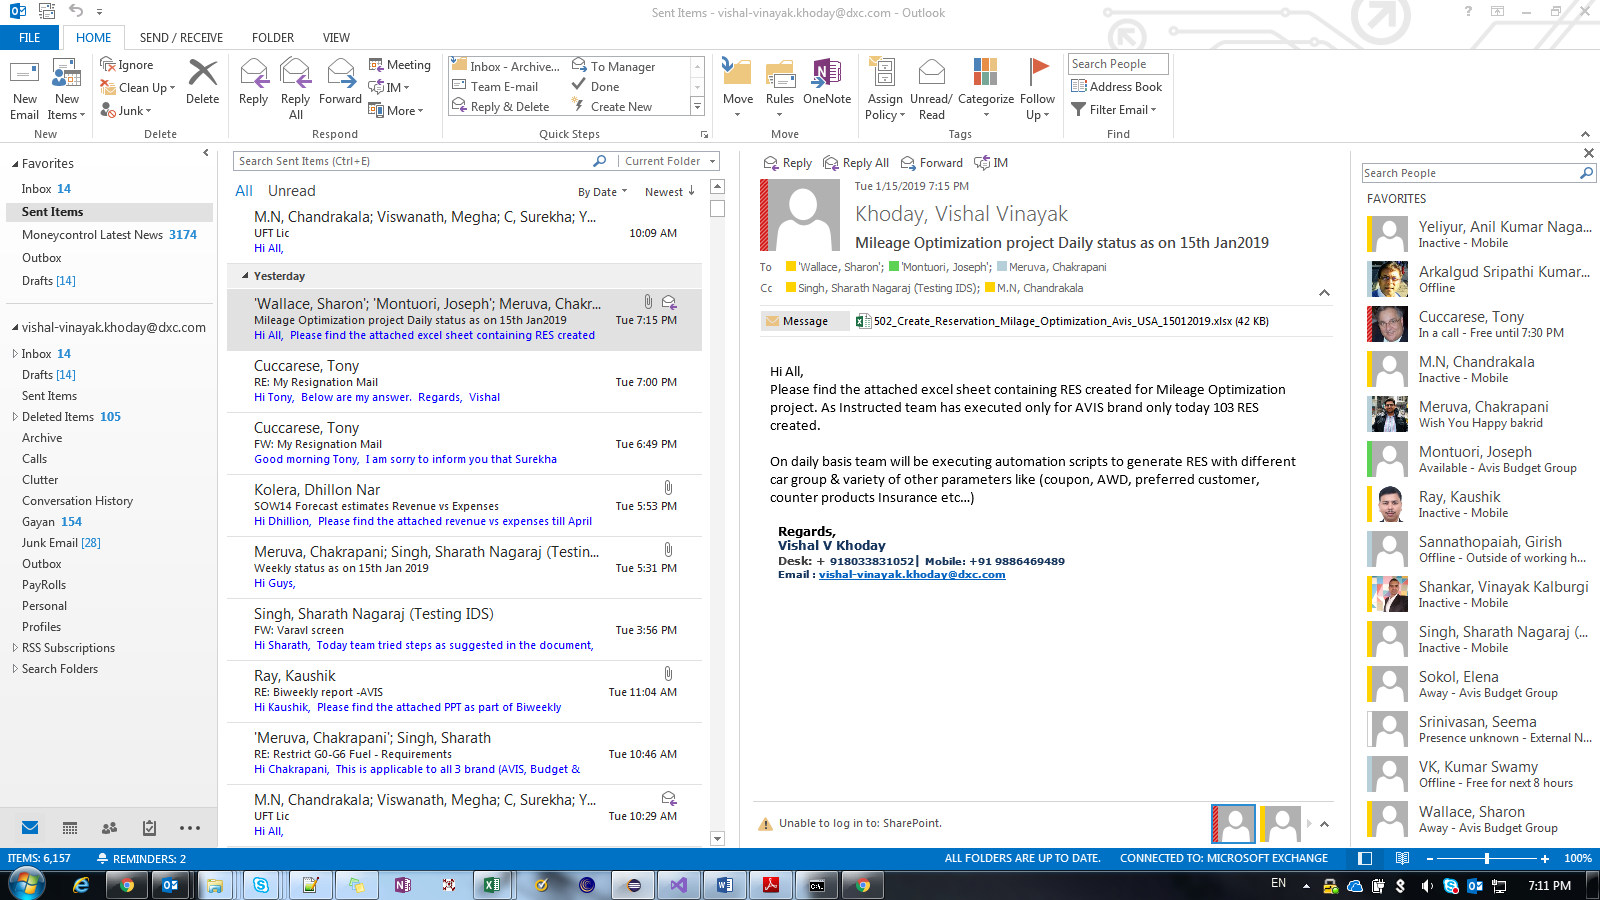 Sent Items - vishal-vinayak.khoday@dxc.com - Outlook
FILE HOME SEND / RECEIVE FOLDER VIEW
New Email
New Items
Ignore
Clean Up
Junk
Delete
Reply
Reply All
Forward
Meeting
IM
More
Inbox - Archive...
Team E-mail
Reply & Delete
To Manager
Done
Create New
Move
Rules
OneNote
Assign Policy
Unread/ Read
Categorize
Follow Up
Search People
Address Book
Filter Email
New Delete Respond Quick Steps Move Tags Find
Favorites
Inbox 14
Sent Items
Moneycontrol Latest News 3174
Outbox
Drafts [14]
vishal-vinayak.khoday@dxc.com
Inbox 14
Drafts [14]
Sent Items
Deleted Items 105
Archive
Calls
Clutter
Conversation History
Gayan 154
Junk Email [28]
Outbox
PayRolls
Personal
Profiles
RSS Subscriptions
Search Folders
Search Sent Items (Ctrl+E)
Current Folder
All Unread
By Date Newest
M.N, Chandrakala; Viswanath, Megha; C, Surekha; Y...
UFT Lic 10:09 AM
Hi All,
Yesterday
'Wallace, Sharon'; 'Montuori, Joseph'; Meruva, Chakr...
Mileage Optimization project Daily status as on 15th Jan2019 Tue 7:15 PM
Hi All, Please find the attached excel sheet containing RES created
Cuccarese, Tony
RE: My Resignation Mail Tue 7:00 PM
Hi Tony, Below are my answer. Regards, Vishal
Cuccarese, Tony
FW: My Resignation Mail Tue 6:49 PM
Good morning Tony, I am sorry to inform you that Surekha
Kolera, Dhillon Nar
SOW14 Forecast estimates Revenue vs Expenses Tue 5:53 PM
Hi Dhillion, Please find the attached revenue vs expenses till April
Meruva, Chakrapani; Singh, Sharath Nagaraj (Testin...
Weekly status as on 15th Jan 2019 Tue 5:31 PM
Hi Guys,
Singh, Sharath Nagaraj (Testing IDS)
FW: Varavl screen Tue 3:56 PM
Hi Sharath, Today team tried steps as suggested in the document,
Ray, Kaushik
RE: Biweekly report -AVIS Tue 11:04 AM
Hi Kaushik, Please find the attached PPT as part of Biweekly
'Meruva, Chakrapani'; Singh, Sharath
RE: Restrict G0-G6 Fuel - Requirements Tue 10:46 AM
Hi Chakrapani, This is applicable to all 3 brand (AVIS, Budget &
M.N, Chandrakala; Viswanath, Megha; C, Surekha; Y...
UFT Lic Tue 10:29 AM
Hi All,
Reply Reply All Forward IM
Tue 1/15/2019 7:15 PM
Khoday, Vishal Vinayak
Mileage Optimization project Daily status as on 15th Jan2019
To 'Wallace, Sharon'; 'Montuori, Joseph'; Meruva, Chakrapani
Cc Singh, Sharath Nagaraj (Testing IDS); M.N, Chandrakala
Message 502_Create_Reservation_Milage_Optimization_Avis_USA_15012019.xlsx (42 KB)
Hi All,
Please find the attached excel sheet containing RES created for Mileage Optimization
project. As Instructed team has executed only for AVIS brand only today 103 RES
created.
On daily basis team will be executing automation scripts to generate RES with different
car group & variety of other parameters like (coupon, AWD, preferred customer,
counter products Insurance etc...)
Regards,
Vishal V Khoday
Desk: + 918033831052| Mobile: +91 9886469489
Email : vishal-vinayak.khoday@dxc.com
Unable to log in to: SharePoint.
Search People
FAVORITES
Yeliyur, Anil Kumar Naga...
Inactive - Mobile
Arkalgud Sripathi Kumar...
Offline
Cuccarese, Tony
In a call - Free until 7:30 PM
M.N, Chandrakala
Inactive - Mobile
Meruva, Chakrapani
Wish You Happy bakrid
Montuori, Joseph
Available - Avis Budget Group
Ray, Kaushik
Inactive - Mobile
Sannathopaiah, Girish
Offline - Outside of working h...
Shankar, Vinayak Kalburgi
Inactive - Mobile
Singh, Sharath Nagaraj (...
Inactive - Mobile
Sokol, Elena
Away - Avis Budget Group
Srinivasan, Seema
Presence unknown - External N...
VK, Kumar Swamy
Offline - Free for next 8 hours
Wallace, Sharon
Away - Avis Budget Group
ITEMS: 6,157 REMINDERS: 2 ALL FOLDERS ARE UP TO DATE. CONNECTED TO: MICROSOFT EXCHANGE 100%
EN 7:11 PM